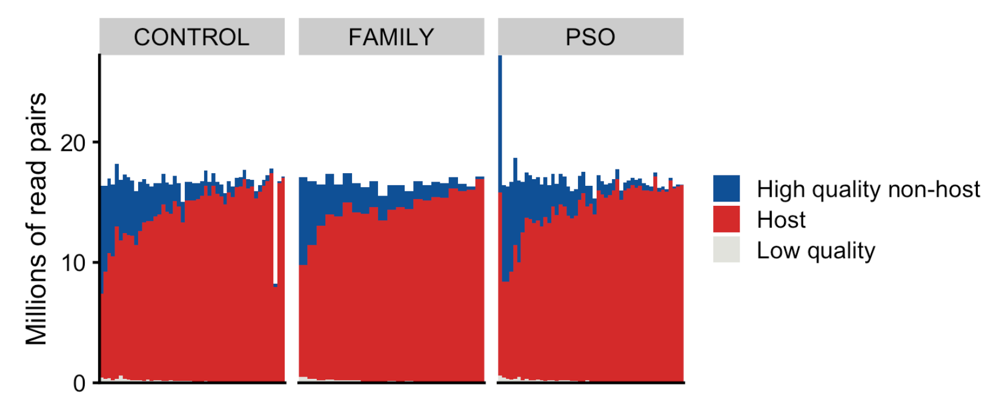 CONTROL
FAMILY
PSO
Millions of read pairs
20
10
0
High quality non-host
Host
Low quality